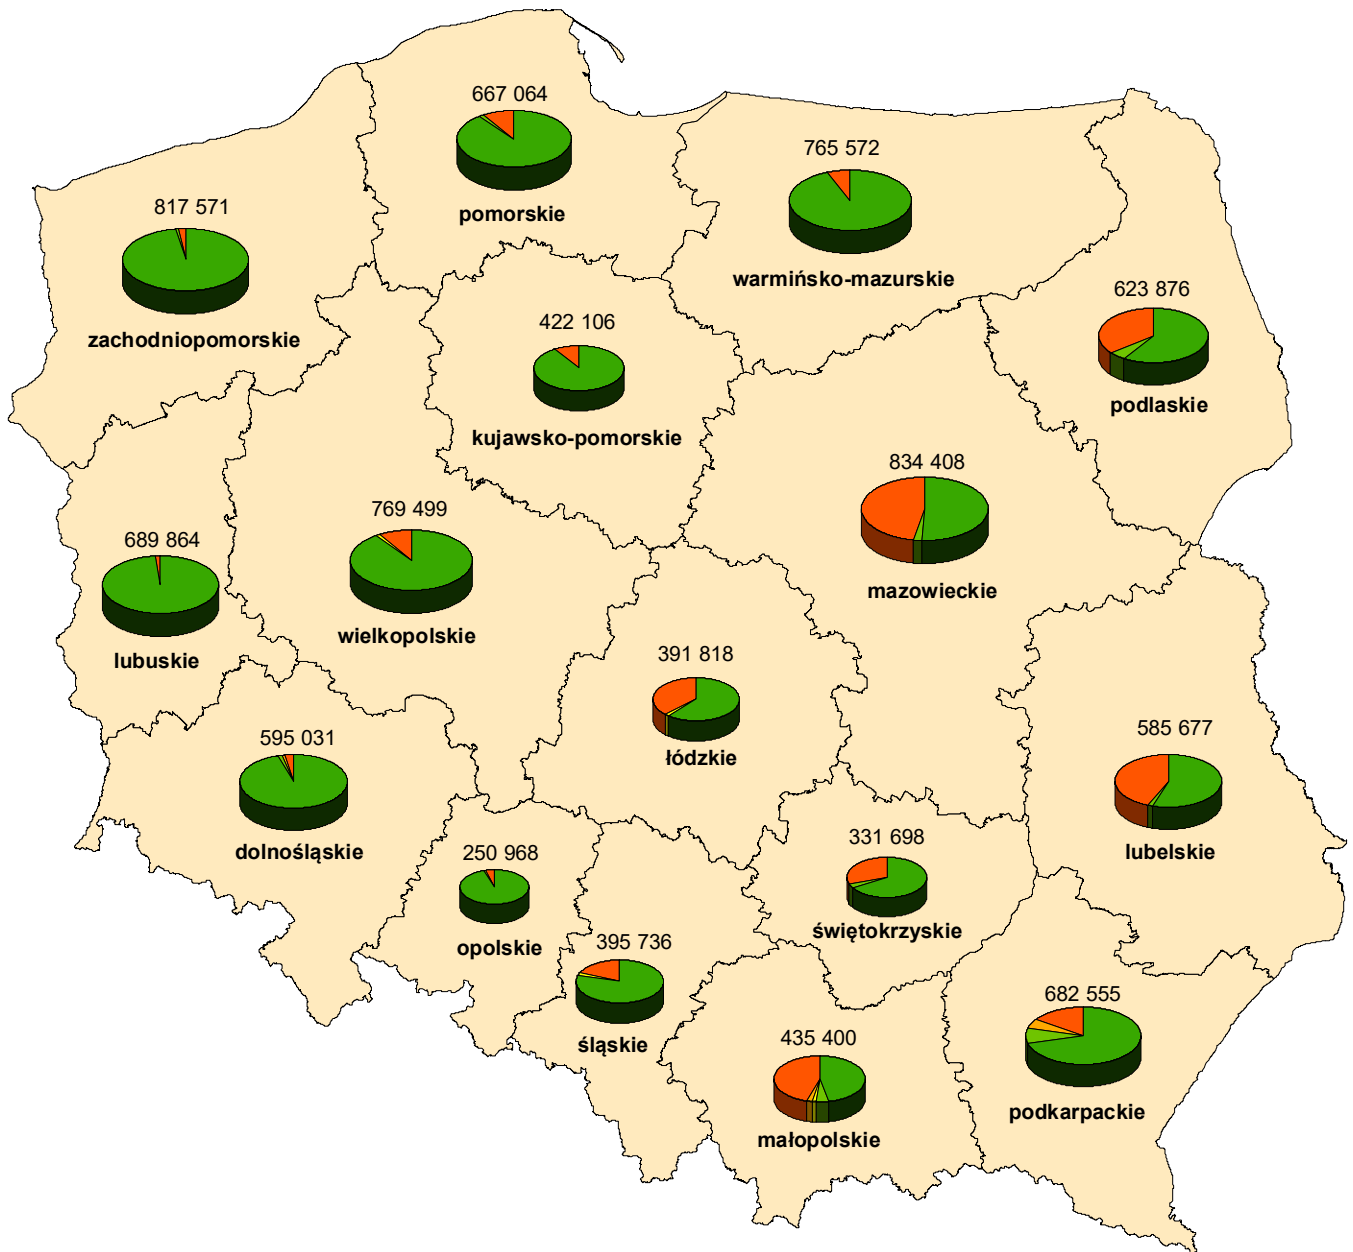 667 064
pomorskie
765 572
warmińsko-mazurskie
817 571
zachodniopomorskie
623 876
podlaskie
422 106
kujawsko-pomorskie
834 408
mazowieckie
769 499
wielkopolskie
689 864
lubuskie
391 818
łódzkie
595 031
dolnośląskie
585 677
lubelskie
250 968
opolskie
331 698
świętokrzyskie
395 736
śląskie
682 555
podkarpackie
435 400
małopolskie